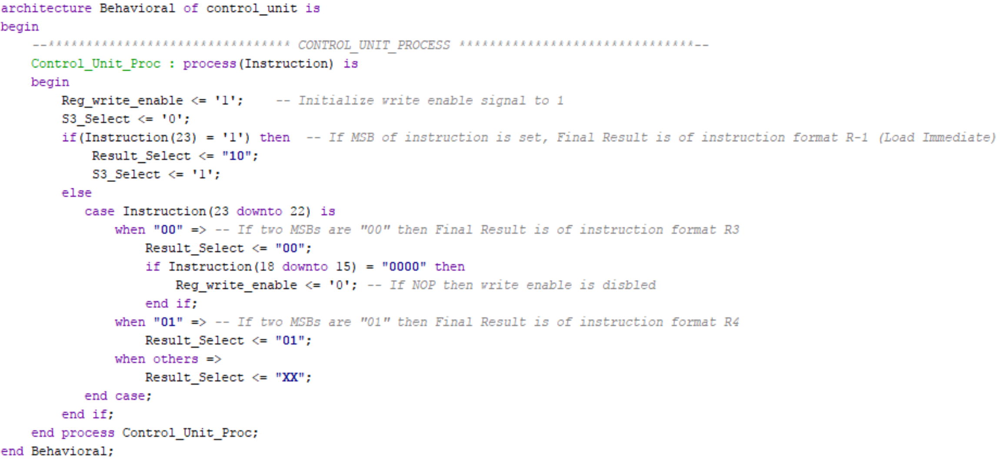 architecture Behavioral of control_unit is
begin
--******************************** CONTROL_UNIT_PROCESS *******************************--
Control_Unit_Proc : process(Instruction) is
begin
Reg_write_enable <= '1'; -- Initialize write enable signal to 1
S3_Select <= '0';
if(Instruction(23) = '1') then -- If MSB of instruction is set, Final Result is of instruction format R-1 (Load Immediate)
Result_Select <= "10";
S3_Select <= '1';
else
case Instruction(23 downto 22) is
when "00" => -- If two MSBs are "00" then Final Result is of instruction format R3
Result_Select <= "00";
if Instruction(18 downto 15) = "0000" then
Reg_write_enable <= '0'; -- If NOP then write enable is disbled
end if;
when "01" => -- If two MSBs are "01" then Final Result is of instruction format R4
Result_Select <= "01";
when others =>
Result_Select <= "XX";
end case;
end if;
end process Control_Unit_Proc;
end Behavioral;